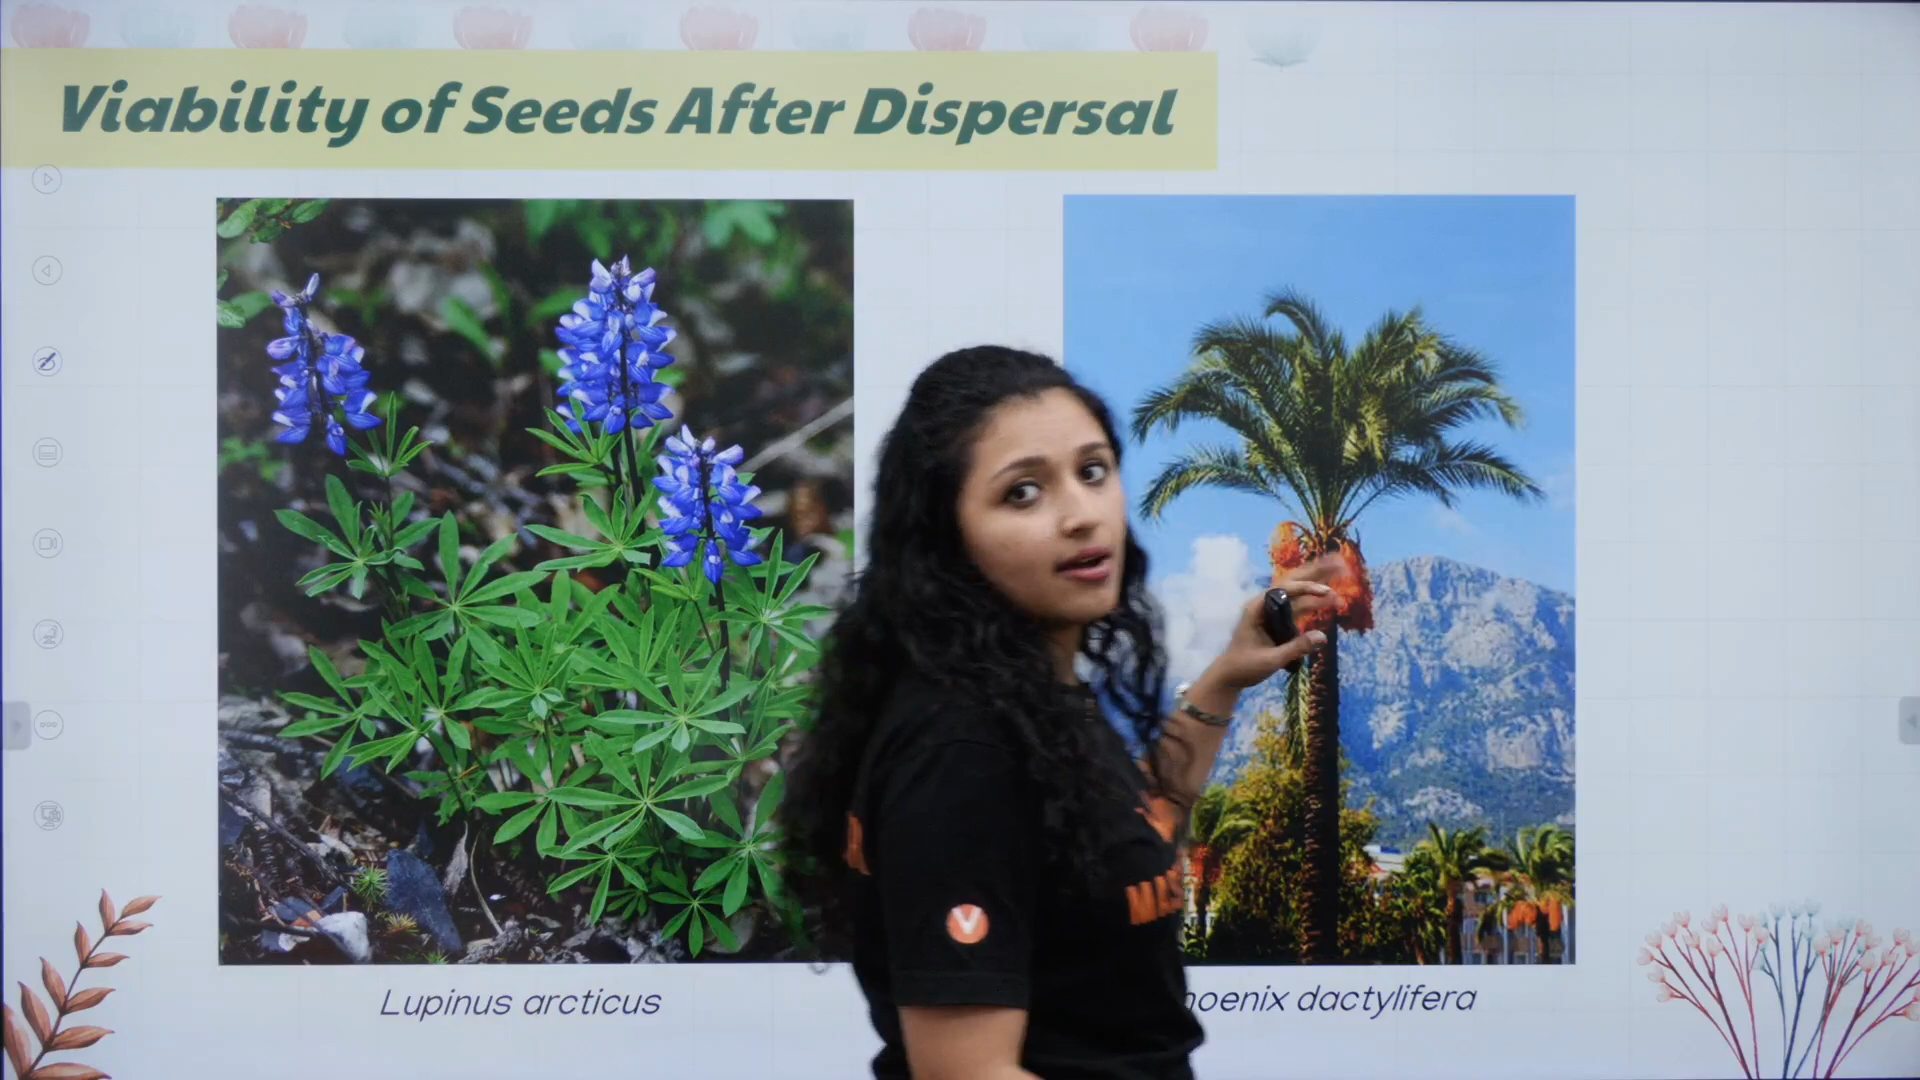 Viability of Seeds After Dispersal
Lupinus arcticus
hoenix dactylifera
V